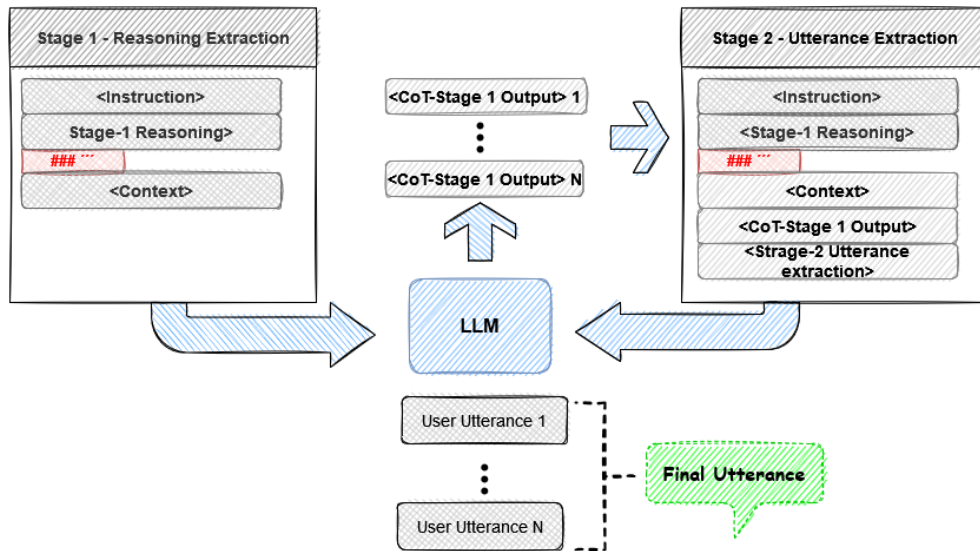 Stage 1 - Reasoning Extraction
<Instruction>
Stage-1 Reasoning>
### ˊˊˊ
<Context>
<CoT-Stage 1 Output> 1
<CoT-Stage 1 Output> N
Stage 2 - Utterance Extraction
<Instruction>
<Stage-1 Reasoning>
### ˊˊˊ
<Context>
<CoT-Stage 1 Output>
<Strage-2 Utterance
extraction>
LLM
User Utterance 1
User Utterance N
Final Utterance